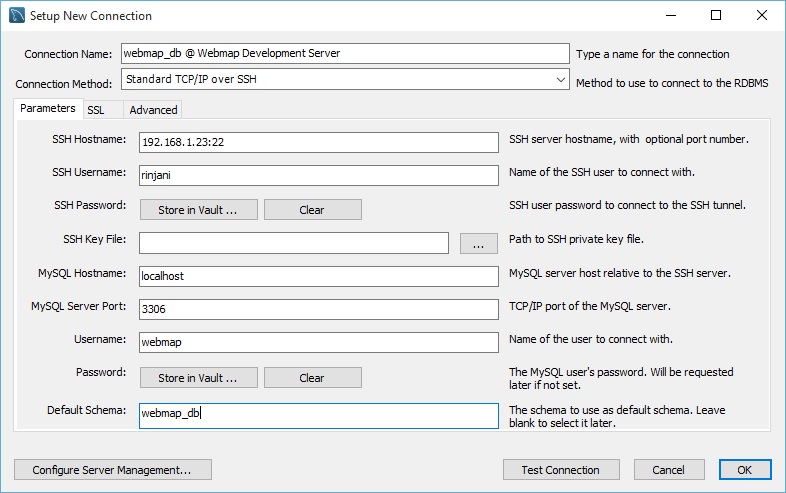 Setup New Connection
Connection Name: webmap_db @ Webmap Development Server Type a name for the connection
Connection Method: Standard TCP/IP over SSH Method to use to connect to the RDBMS
Parameters SSL Advanced
SSH Hostname: 192.168.1.23:22 SSH server hostname, with optional port number.
SSH Username: rinjani Name of the SSH user to connect with.
SSH Password: Store in Vault ... Clear SSH user password to connect to the SSH tunnel.
SSH Key File: ... Path to SSH private key file.
MySQL Hostname: localhost MySQL server host relative to the SSH server.
MySQL Server Port: 3306 TCP/IP port of the MySQL server.
Username: webmap Name of the user to connect with.
Password: Store in Vault ... Clear The MySQL user's password. Will be requested
later if not set.
Default Schema: webmap_db The schema to use as default schema. Leave
blank to select it later.
Configure Server Management... Test Connection Cancel OK